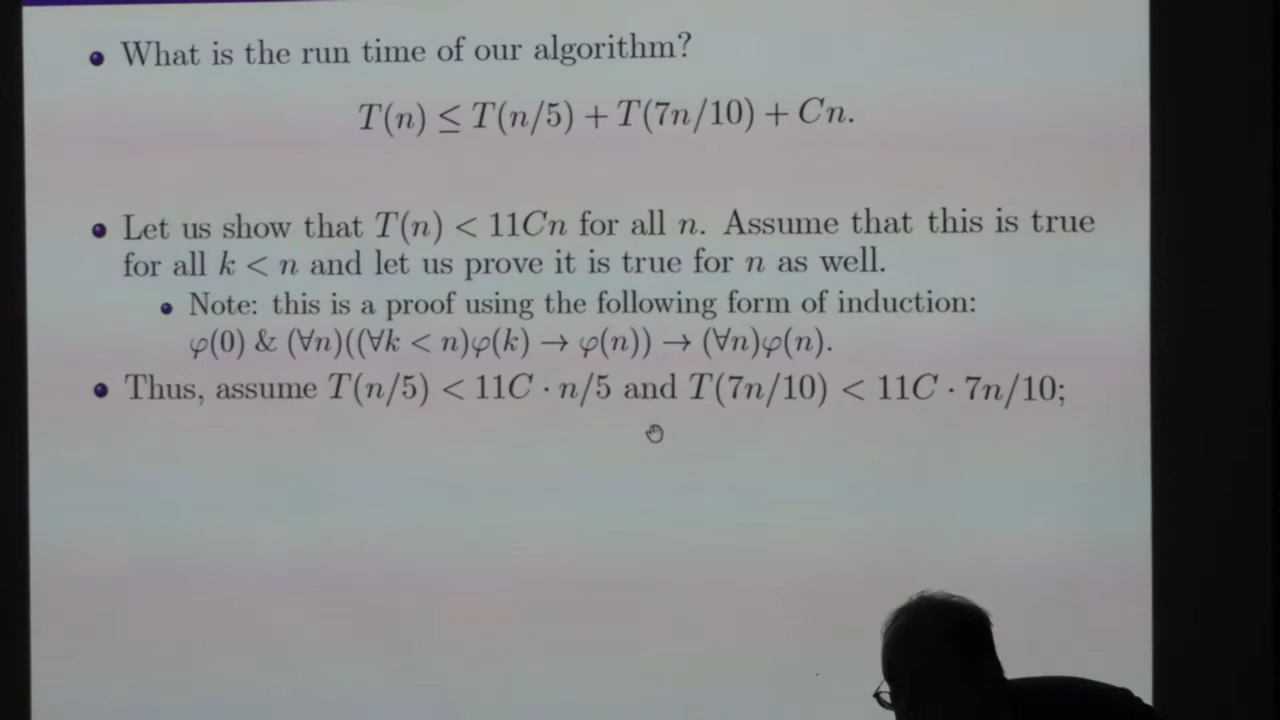 • What is the run time of our algorithm?
T(n) ≤ T(n/5) + T(7n/10) + Cn.
• Let us show that T(n) < 11Cn for all n. Assume that this is true
for all k < n and let us prove it is true for n as well.
• Note: this is a proof using the following form of induction:
φ(0) & (∀n)((∀k < n)φ(k) → φ(n)) → (∀n)φ(n).
• Thus, assume T(n/5) < 11C · n/5 and T(7n/10) < 11C · 7n/10;